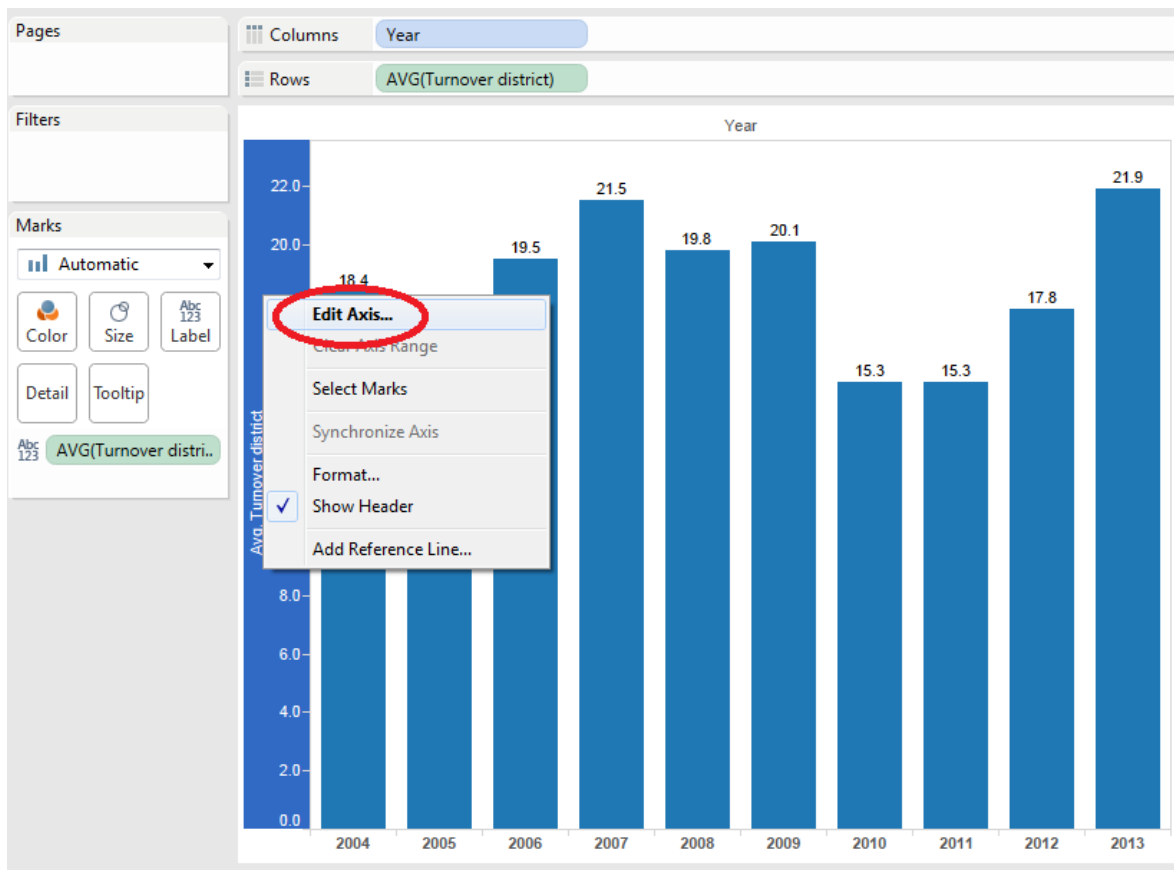 Pages
Columns Year
Rows AVG(Turnover district)
Filters
Marks
Automatic
Color
Size
Abc 123 Label
Detail
Tooltip
Abc 123 AVG(Turnover distri..
Year
22.0
20.0
8.0
6.0
4.0
2.0
0.0
Avg. Turnover district
18.4
19.5
21.5
19.8
20.1
15.3
15.3
17.8
21.9
Edit Axis...
Clear Axis Range
Select Marks
Synchronize Axis
Format...
Show Header
Add Reference Line...
2004 2005 2006 2007 2008 2009 2010 2011 2012 2013